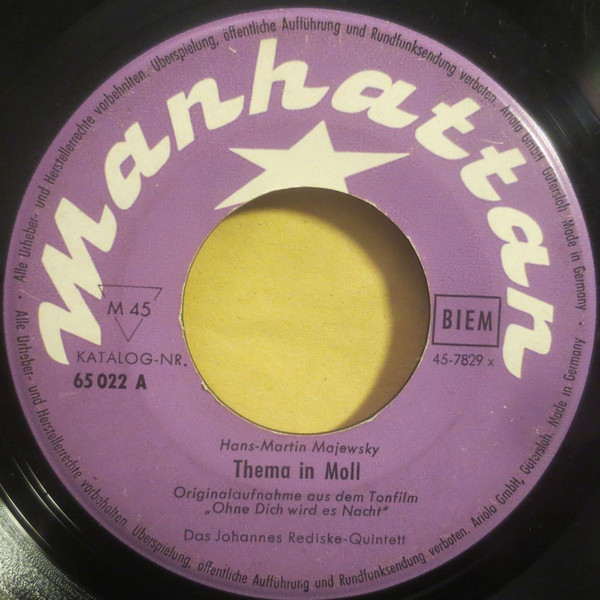 Alle Urheber- und Herstellerrechte vorbehalten. Überspielung, öffentliche Aufführung und Rundfunksendung verboten. Ariola GmbH, Gütersloh. Made in Germany •
Manhattan
M 45
KATALOG-NR.
65 022 A
BIEM
45-7829 x
Hans-Martin Majewsky
Thema in Moll
Originalaufnahme aus dem Tonfilm
„Ohne Dich wird es Nacht“
Das Johannes Rediske-Quintett
Alle Urheber- und Herstellerrechte vorbehalten. Überspielung, öffentliche Aufführung und Rundfunksendung verboten. Ariola GmbH, Gütersloh. Made in Germany •